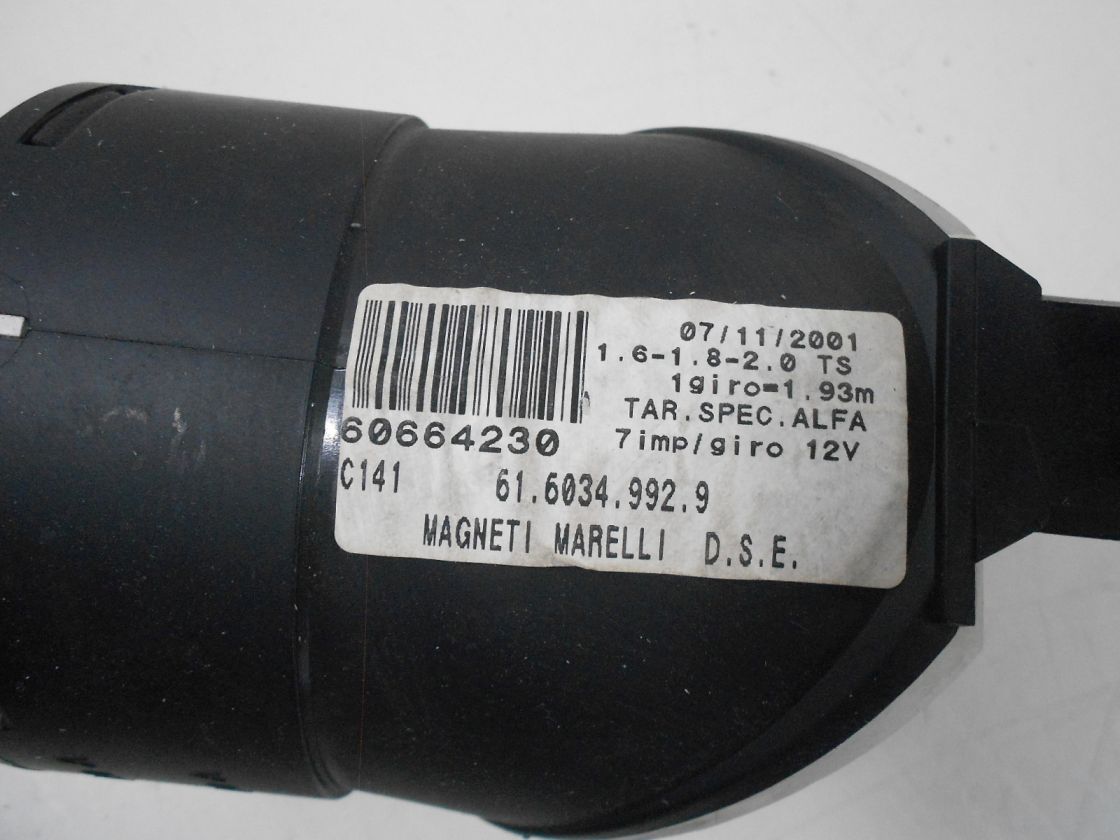 07/11/2001
1.6-1.8-2.0 TS
1giro=1.93m
TAR.SPEC.ALFA
60664230 7imp/giro 12V
C141 61.6034.992.9
MAGNETI MARELLI D.S.E.